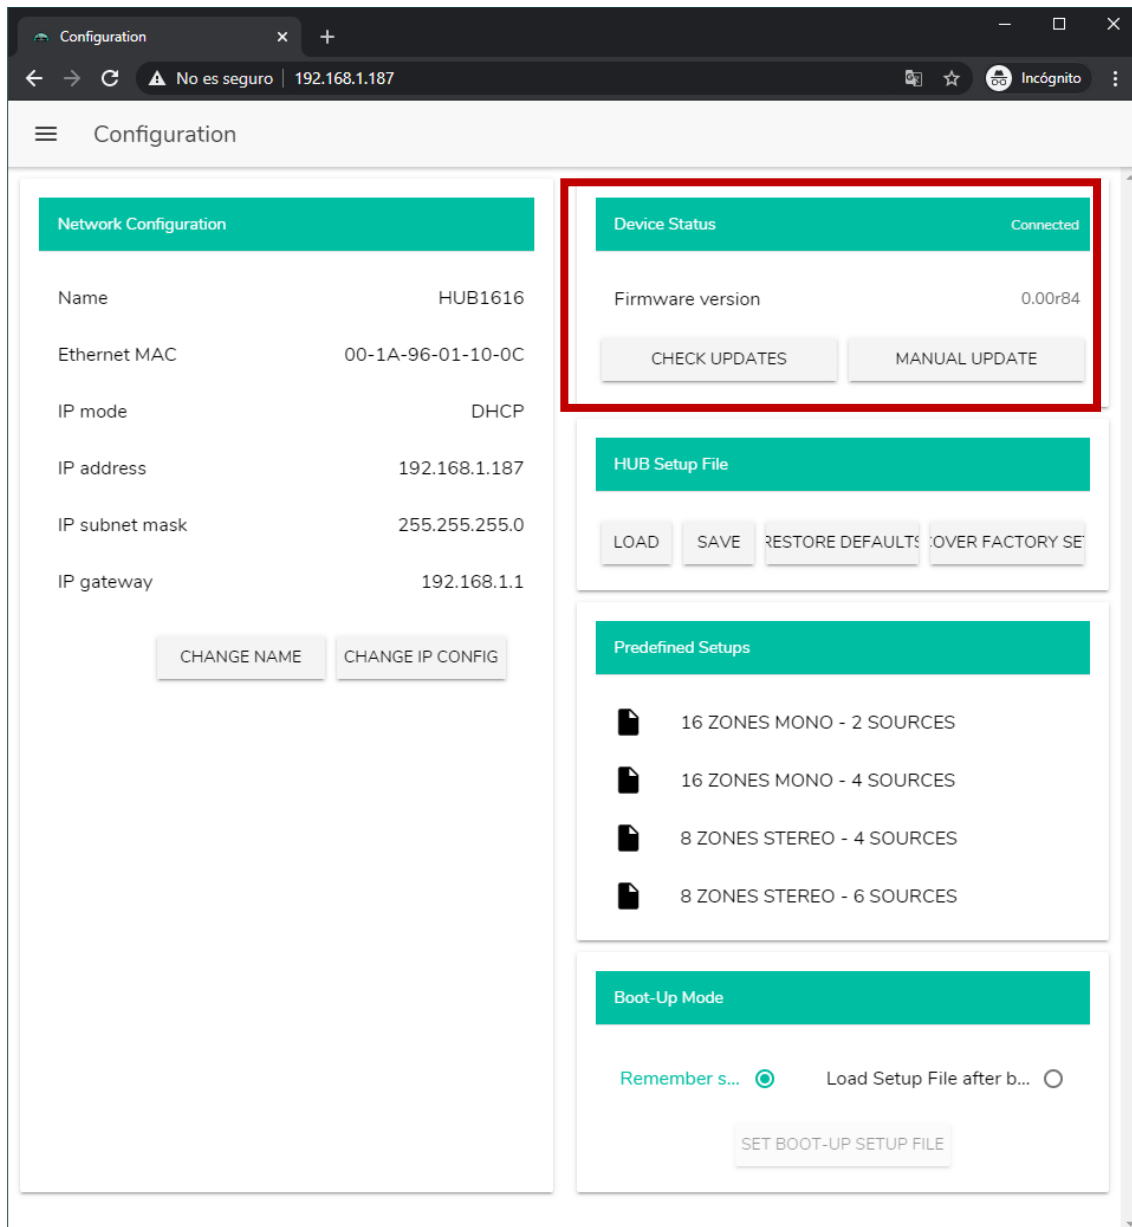 Configuration
No es seguro | 192.168.1.187
Incógnito
Configuration
Network Configuration
Name HUB1616
Ethernet MAC 00-1A-96-01-10-0C
IP mode DHCP
IP address 192.168.1.187
IP subnet mask 255.255.255.0
IP gateway 192.168.1.1
CHANGE NAME CHANGE IP CONFIG
Device Status Connected
Firmware version 0.00r84
CHECK UPDATES MANUAL UPDATE
HUB Setup File
LOAD SAVE RESTORE DEFAULTS OVER FACTORY SE
Predefined Setups
16 ZONES MONO - 2 SOURCES
16 ZONES MONO - 4 SOURCES
8 ZONES STEREO - 4 SOURCES
8 ZONES STEREO - 6 SOURCES
Boot-Up Mode
Remember s... Load Setup File after b...
SET BOOT-UP SETUP FILE